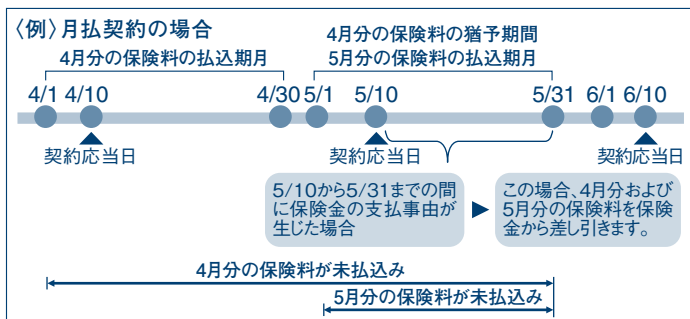 〈例〉月払契約の場合
4月分の保険料の猶予期間
4月分の保険料の払込期月
5月分の保険料の払込期月
4/1 4/10 4/30 5/1 5/10 5/31 6/1 6/10
契約応当日 契約応当日 契約応当日
5/10から5/31までの間
に保険金の支払事由が
生じた場合
この場合、4月分および
5月分の保険料を保険
金から差し引きます。
4月分の保険料が未払込み
5月分の保険料が未払込み